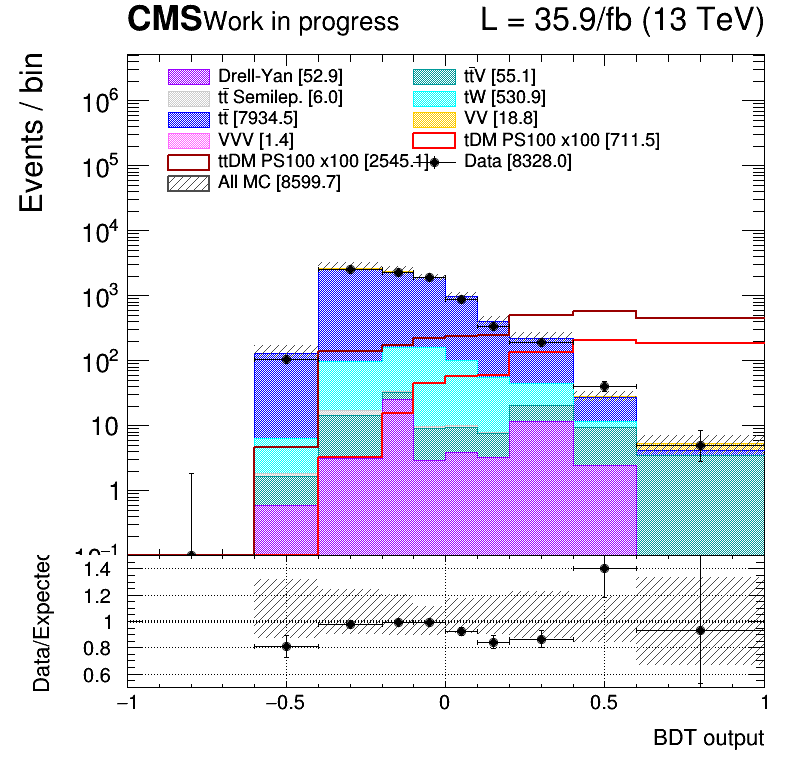 CMS Work in progress L = 35.9/fb (13 TeV)
Events / bin
Drell-Yan [52.9] tt̄V [55.1]
tt̄ Semilep. [6.0] tW [530.9]
tt̄ [7934.5] VV [18.8]
VVV [1.4] tDM PS100 x100 [711.5]
ttDM PS100 x100 [2545.1] Data [8328.0]
All MC [8599.7]
10⁶
10⁵
10⁴
10³
10²
10
1
10⁻¹
Data/Expected
1.4
1.2
1
0.8
0.6
−1 −0.5 0 0.5 1
BDT output